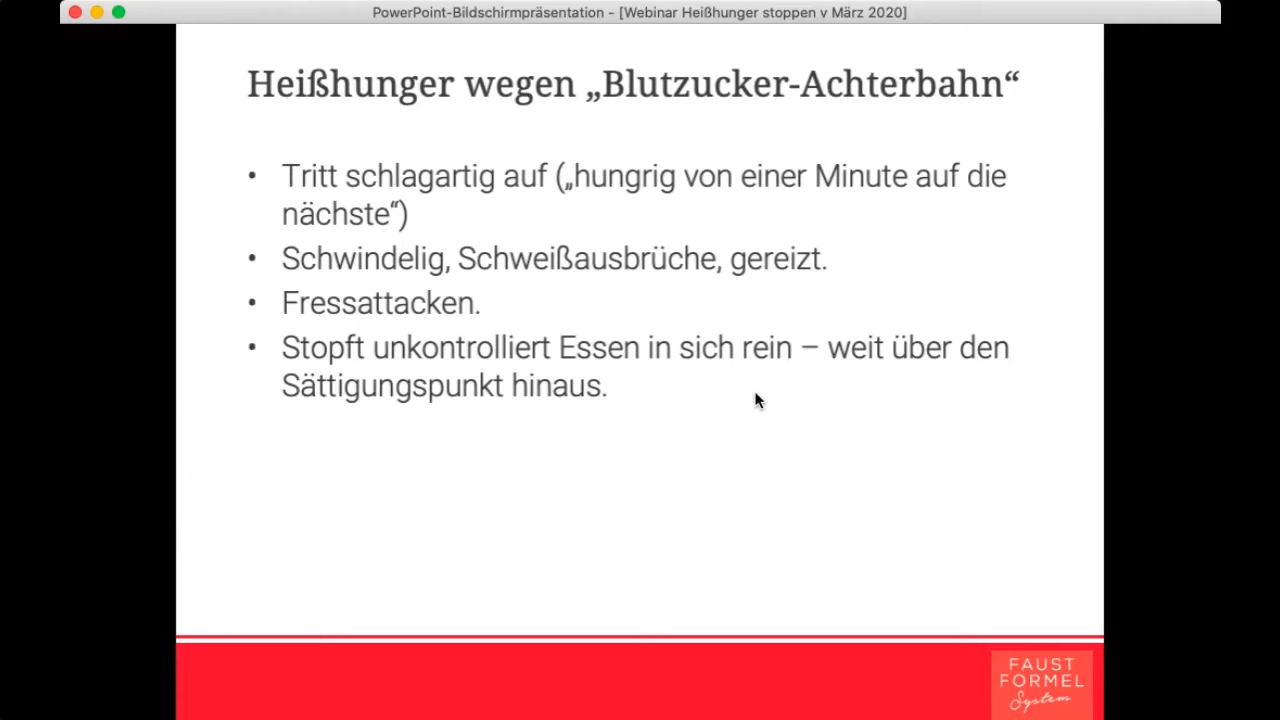 PowerPoint-Bildschirmpräsentation - [Webinar Heißhunger stoppen v März 2020]
Heißhunger wegen „Blutzucker-Achterbahn“
• Tritt schlagartig auf („hungrig von einer Minute auf die
nächste“)
• Schwindelig, Schweißausbrüche, gereizt.
• Fressattacken.
• Stopft unkontrolliert Essen in sich rein – weit über den
Sättigungspunkt hinaus.
FAUST
FORMEL
System